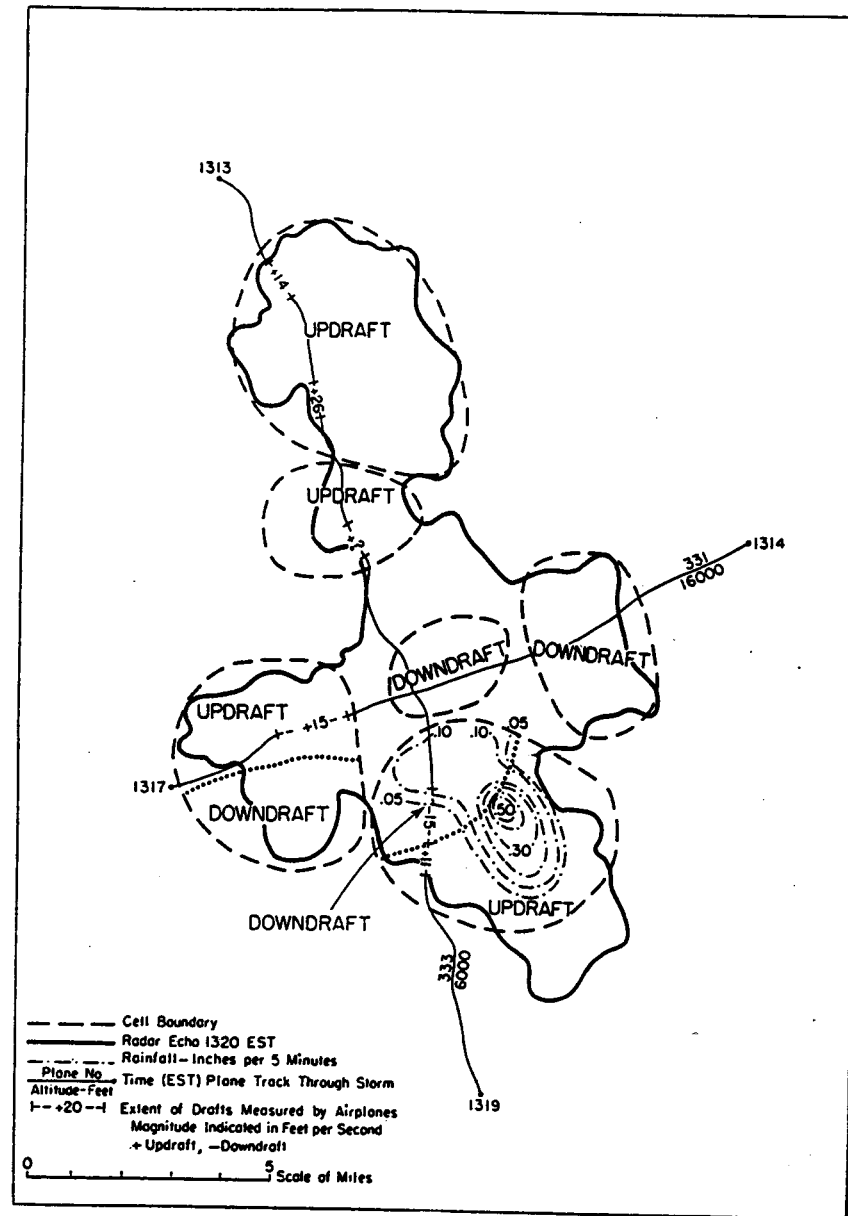 1313
+14
UPDRAFT
+26
UPDRAFT
331
16000
1314
DOWNDRAFT
DOWNDRAFT
UPDRAFT
+15
.10
.10
.05
1317
.05
.50
DOWNDRAFT
-15
+11
.30
UPDRAFT
DOWNDRAFT
333
6000
Cell Boundary
Radar Echo 1320 EST
Rainfall-Inches per 5 Minutes
Plane No
Altitude-Feet
Time (EST) Plane Track Through Storm
+20
Extent of Drafts Measured by Airplanes
Magnitude Indicated in Feet per Second
+ Updraft, -Downdraft
1319
0
5
Scale of Miles